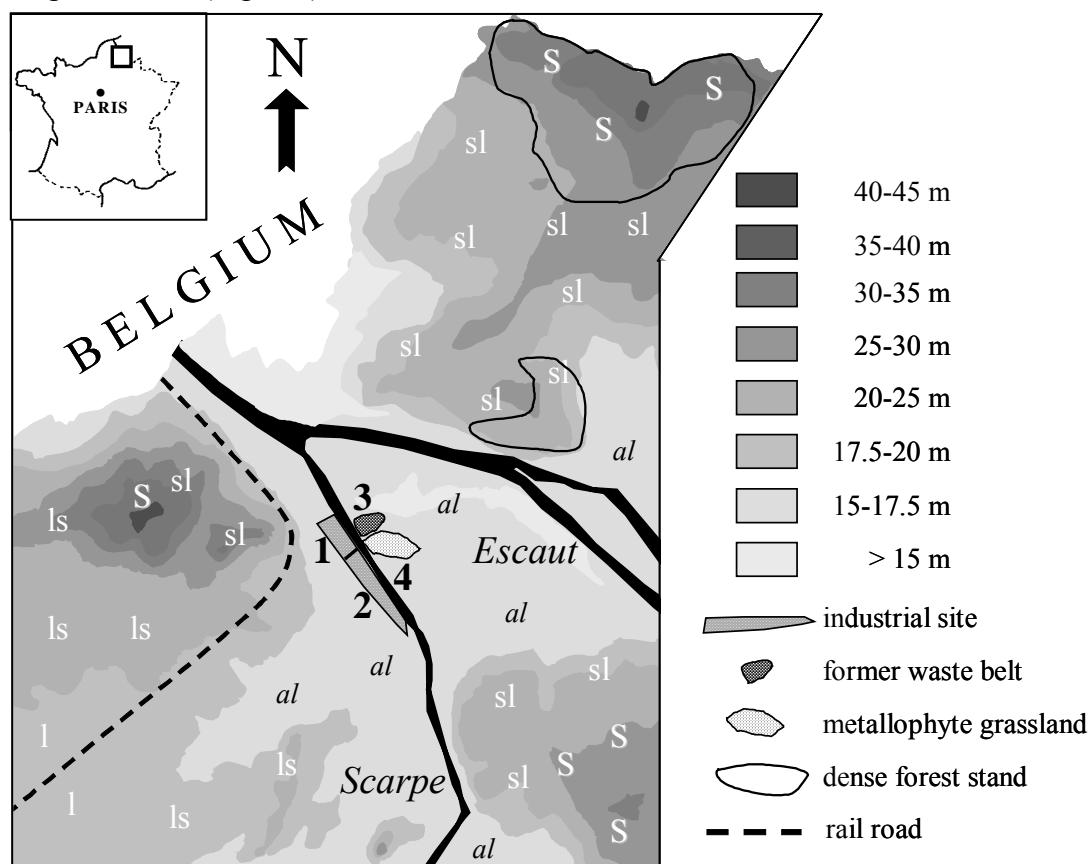 PARIS
N
BELGIUM
S
S
S
sl
sl
sl
sl
sl
sl
sl
sl
al
S
sl
ls
sl
3
al
1
Escaut
4
2
ls
ls
al
al
sl
al
sl
l
ls
S
S
Scarpe
sl
l
ls
S
al
40-45 m
35-40 m
30-35 m
25-30 m
20-25 m
17.5-20 m
15-17.5 m
> 15 m
industrial site
former waste belt
metallophyte grassland
dense forest stand
rail road